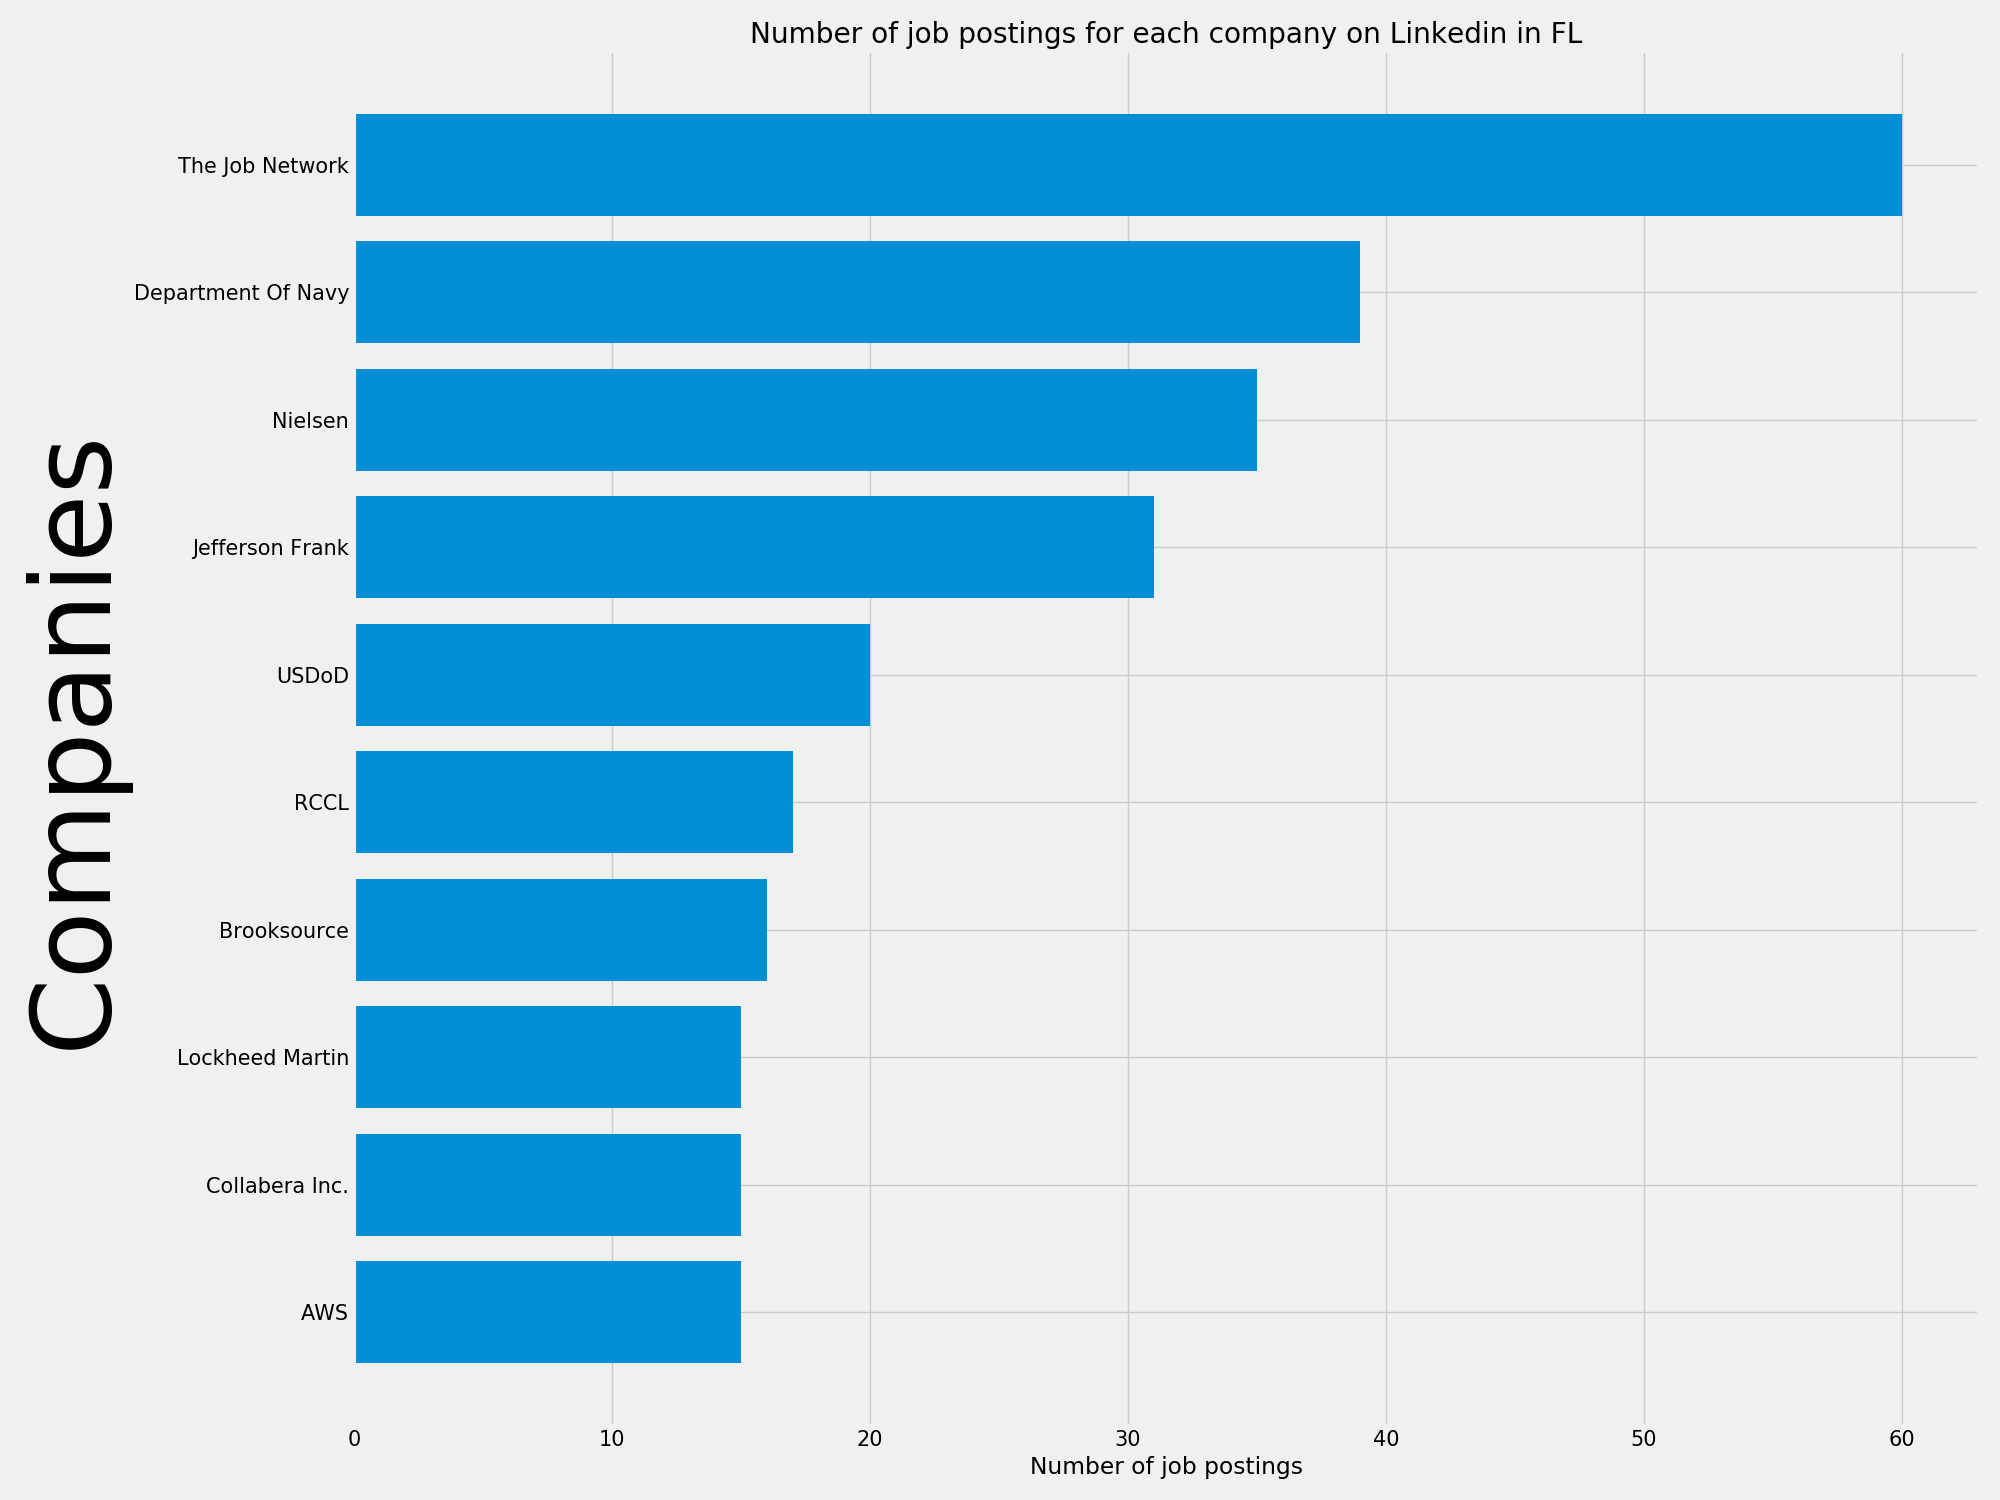 Number of job postings for each company on Linkedin in FL
Companies
The Job Network
Department Of Navy
Nielsen
Jefferson Frank
USDoD
RCCL
Brooksource
Lockheed Martin
Collabera Inc.
AWS
0 10 20 30 40 50 60
Number of job postings